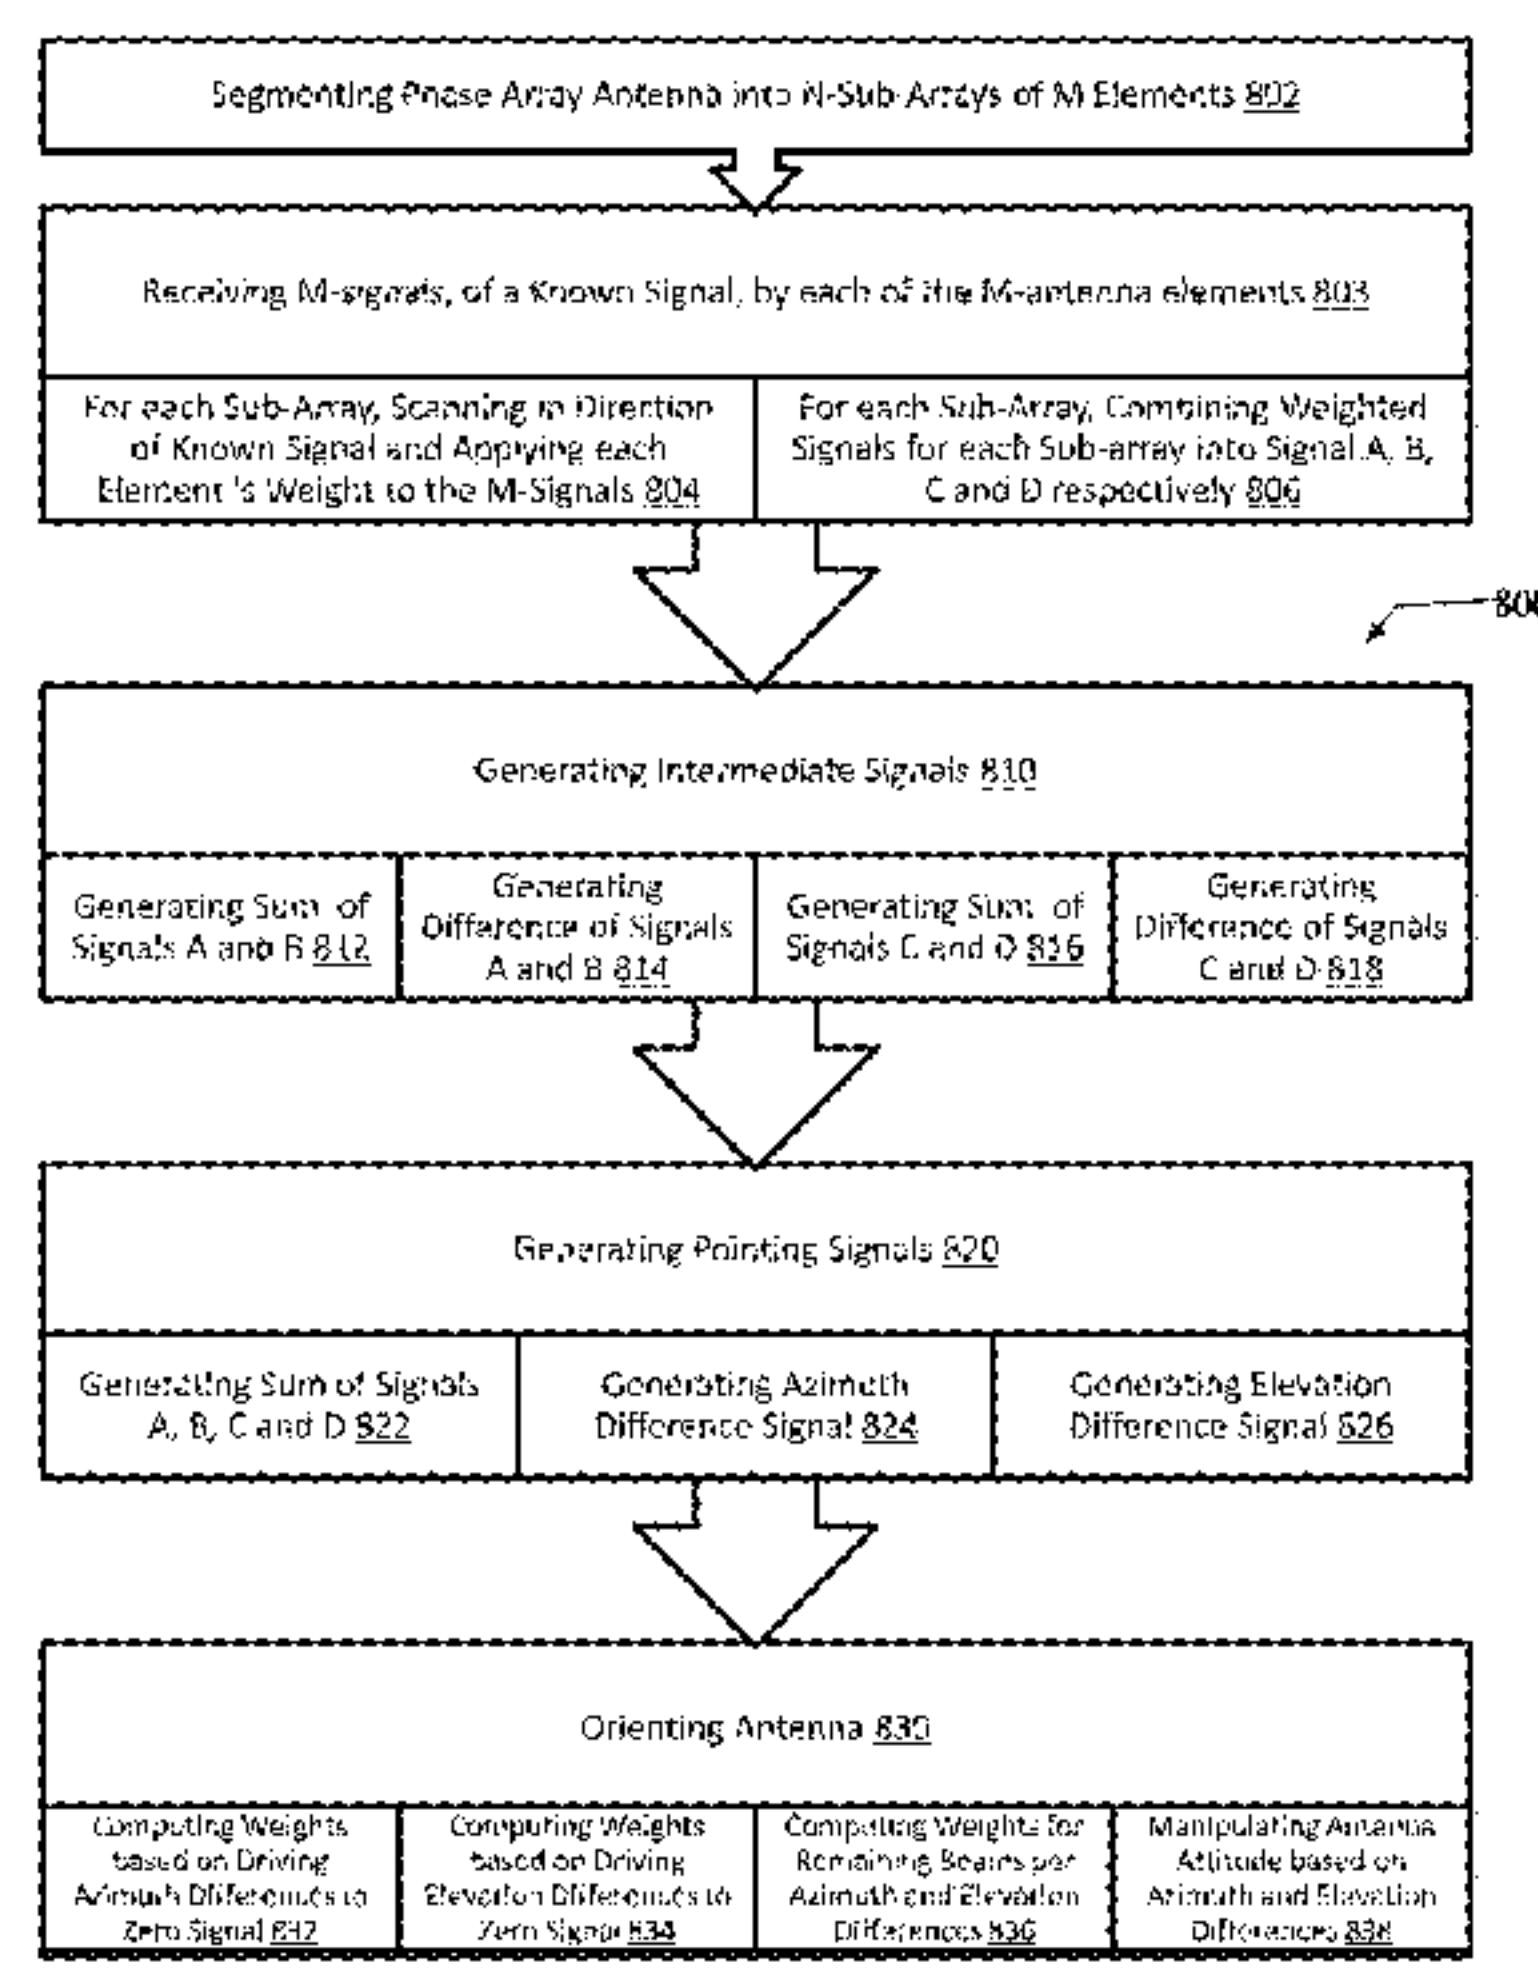 Segmenting Phase Array Antenna into N-Sub-Arrays of M Elements 802
Receiving M-signals, of a Known Signal, by each of the M-antenna elements 803
For each Sub-Array, Scanning in Direction
of Known Signal and Applying each
Element 's Weight to the M-Signals 804
For each Sub-Array, Combining Weighted
Signals for each Sub-array into Signal A, B,
C and D respectively 806
Generating Intermediate Signals 810
Generating Sum of
Signals A and B 812
Generating
Difference of Signals
A and B 814
Generating Sum of
Signals C and D 816
Generating
Difference of Signals
C and D 818
Generating Pointing Signals 820
Generating Sum of Signals
A, B, C and D 822
Generating Azimuth
Difference Signal 824
Generating Elevation
Difference Signal 826
Orienting Antenna 830
Computing Weights
based on Driving
Azimuth Differences to
Zero Signal 832
Computing Weights
based on Driving
Elevation Differences to
Zero Signal 834
Computing Weights for
Remaining Beams per
Azimuth and Elevation
Differences 836
Manipulating Antenna
Attitude based on
Azimuth and Elevation
Differences 838